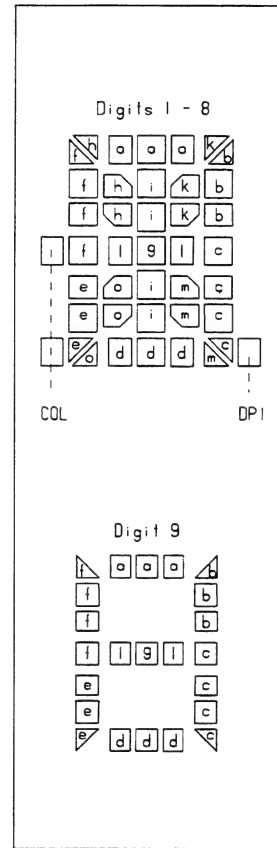 Digits 1 - 8
f h a a a k b
f h i k b
f h i k b
f l g l c
e o i m c
e o i m c
e o d d d m c
COL DP1
Digit 9
f a a a b
f b
f b
f l g l c
e c
e c
e d d d c